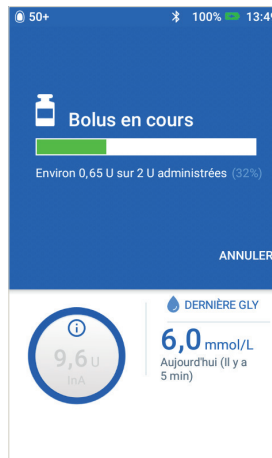 50+ 100% 13:49
Bolus en cours
Environ 0,65 U sur 2 U administrées (32%)
ANNULER
DERNIÈRE GLY
9,6 U
InA
6,0 mmol/L
Aujourd'hui (Il y a
5 min)